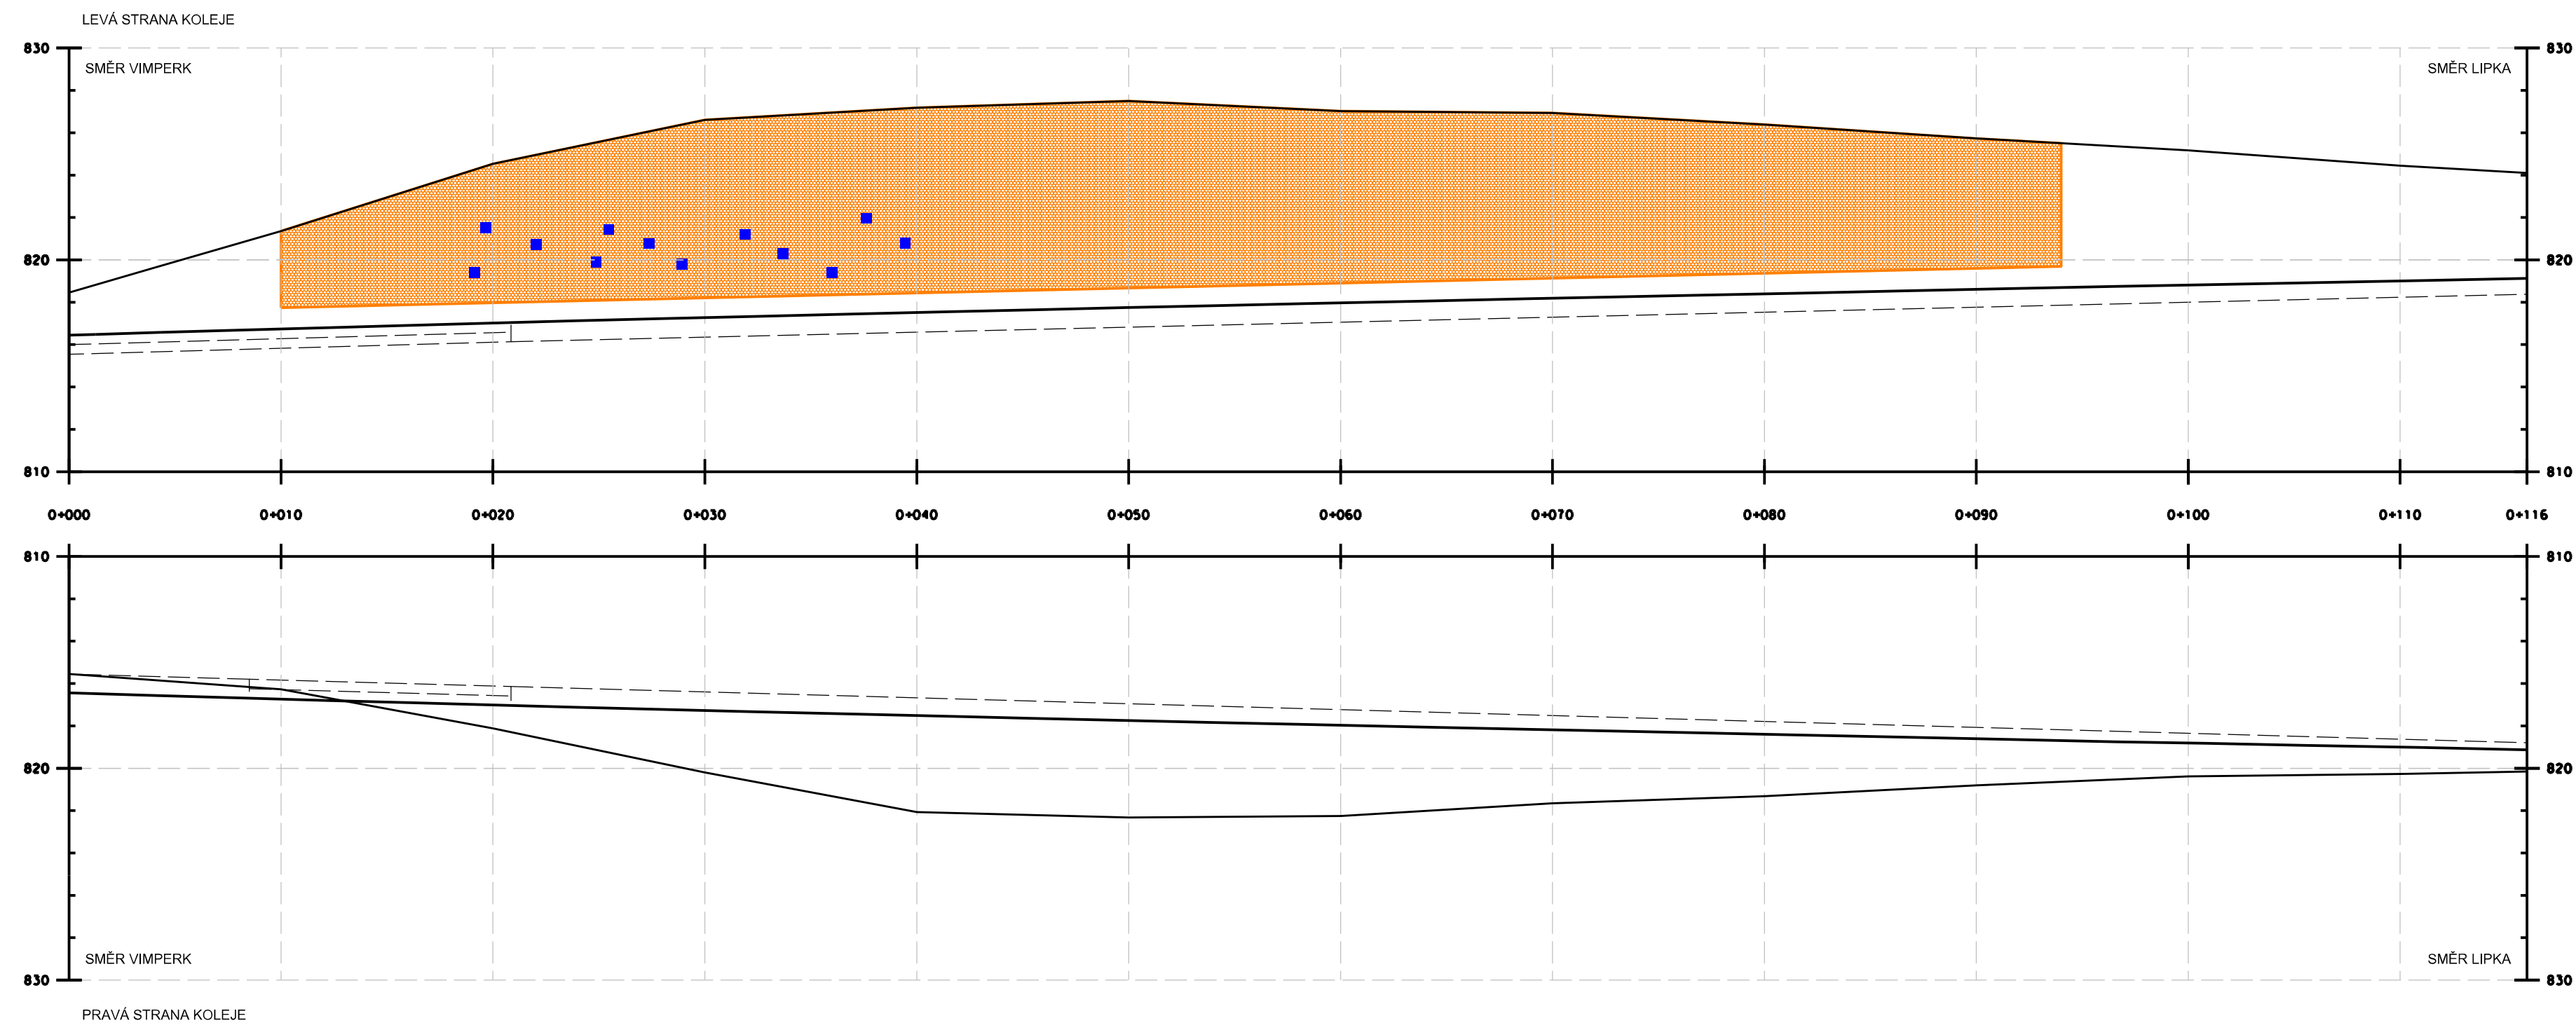 LEVÁ STRANA KOLEJE
830 830
SMĚR VIMPERK SMĚR LIPKA
820 820
810 810
0+000 0+010 0+020 0+030 0+040 0+050 0+060 0+070 0+080 0+090 0+100 0+110 0+116
810 810
820 820
SMĚR VIMPERK SMĚR LIPKA
830 830
PRAVÁ STRANA KOLEJE